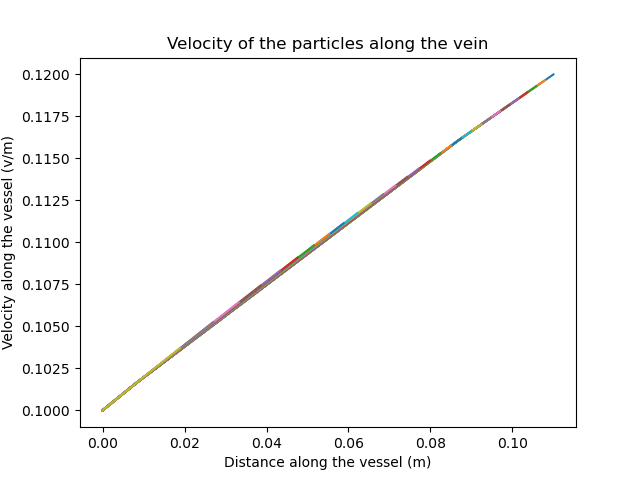 Velocity of the particles along the vein
0.1200
0.1175
0.1150
0.1125
0.1100
0.1075
0.1050
0.1025
0.1000
Velocity along the vessel (v/m)
0.00 0.02 0.04 0.06 0.08 0.10
Distance along the vessel (m)